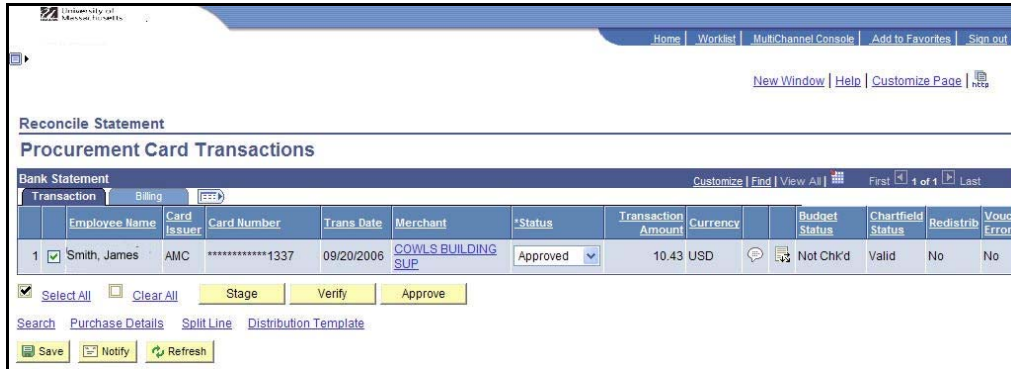 University of
Massachusetts
Home | Worklist | MultiChannel Console | Add to Favorites | Sign out
New Window | Help | Customize Page | http
Reconcile Statement
Procurement Card Transactions
Bank Statement Customize | Find | View All | First 1 of 1 Last
Transaction Billing
Employee Name Card Issuer Card Number Trans Date Merchant *Status Transaction Amount Currency Budget Status Chartfield Status Redistrib Vouc Error
1 Smith, James AMC ************1337 09/20/2006 COWLS BUILDING SUP Approved 10.43 USD Not Chk'd Valid No No
Select All Clear All Stage Verify Approve
Search Purchase Details Split Line Distribution Template
Save Notify Refresh